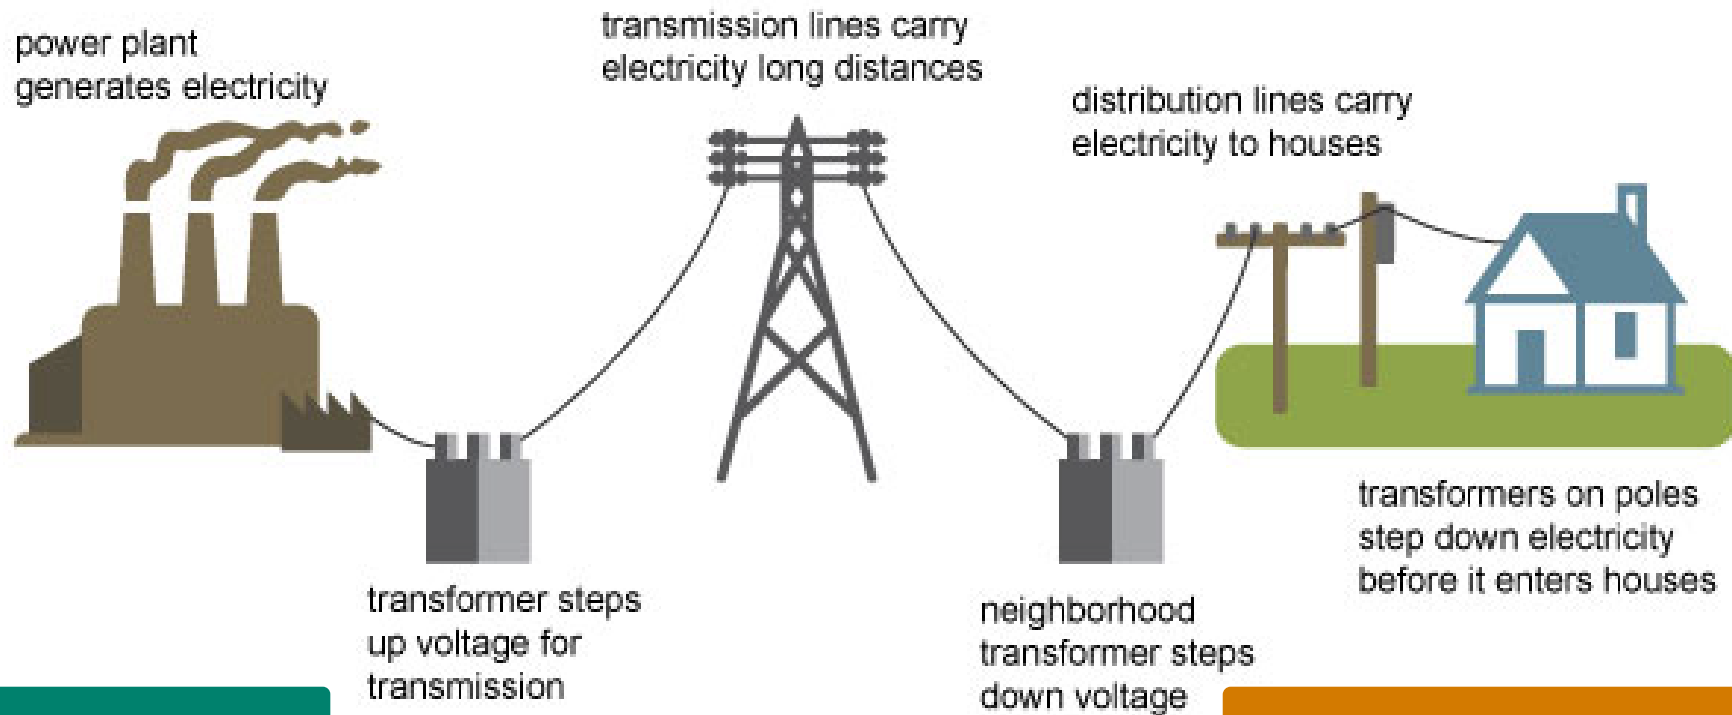 power plant
generates electricity
transmission lines carry
electricity long distances
distribution lines carry
electricity to houses
transformer steps
up voltage for
transmission
neighborhood
transformer steps
down voltage
transformers on poles
step down electricity
before it enters houses